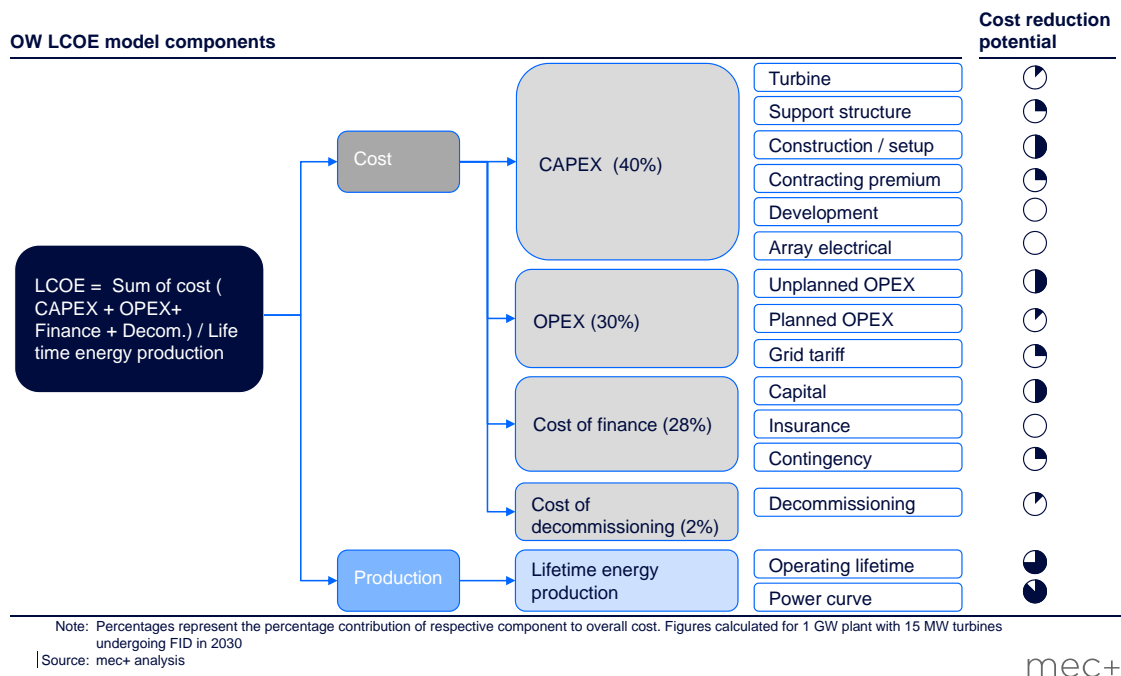 OW LCOE model components
Cost reduction
potential
LCOE = Sum of cost (
CAPEX + OPEX+
Finance + Decom.) / Life
time energy production
Cost
CAPEX (40%)
Turbine
Support structure
Construction / setup
Contracting premium
Development
Array electrical
OPEX (30%)
Unplanned OPEX
Planned OPEX
Grid tariff
Cost of finance (28%)
Capital
Insurance
Contingency
Cost of
decommissioning (2%)
Decommissioning
Production
Lifetime energy
production
Operating lifetime
Power curve
Note: Percentages represent the percentage contribution of respective component to overall cost. Figures calculated for 1 GW plant with 15 MW turbines
undergoing FID in 2030
Source: mec+ analysis
mec+